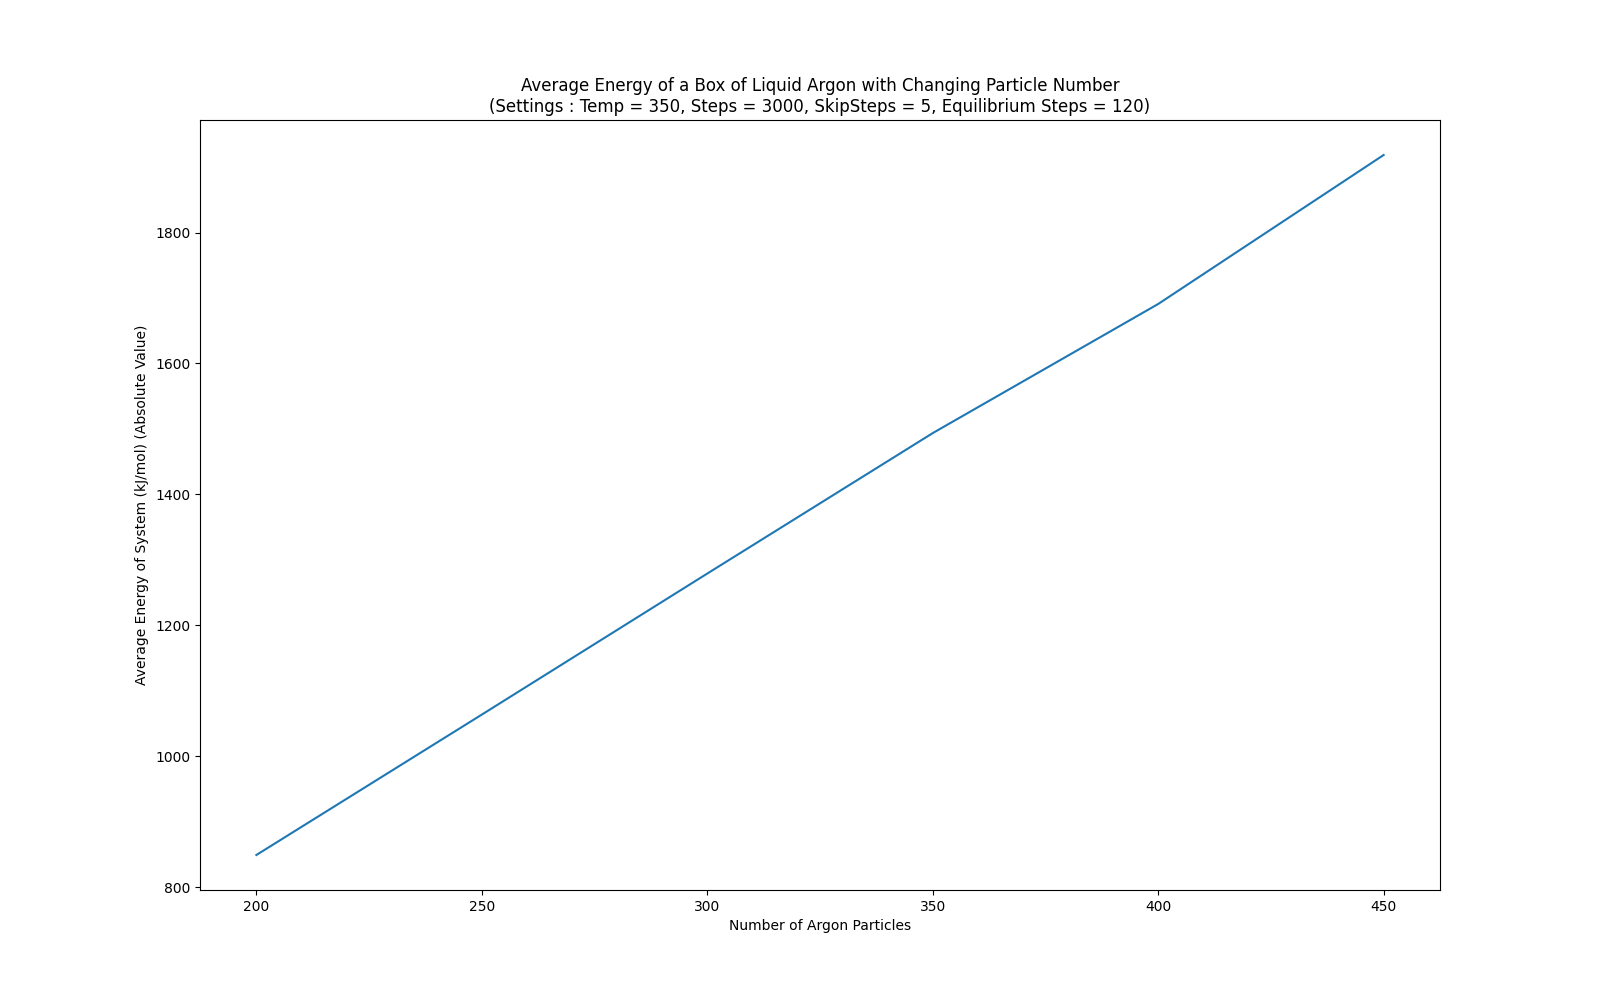 Average Energy of a Box of Liquid Argon with Changing Particle Number
(Settings : Temp = 350, Steps = 3000, SkipSteps = 5, Equilibrium Steps = 120)
Average Energy of System (kJ/mol) (Absolute Value)
1800
1600
1400
1200
1000
800
200 250 300 350 400 450
Number of Argon Particles